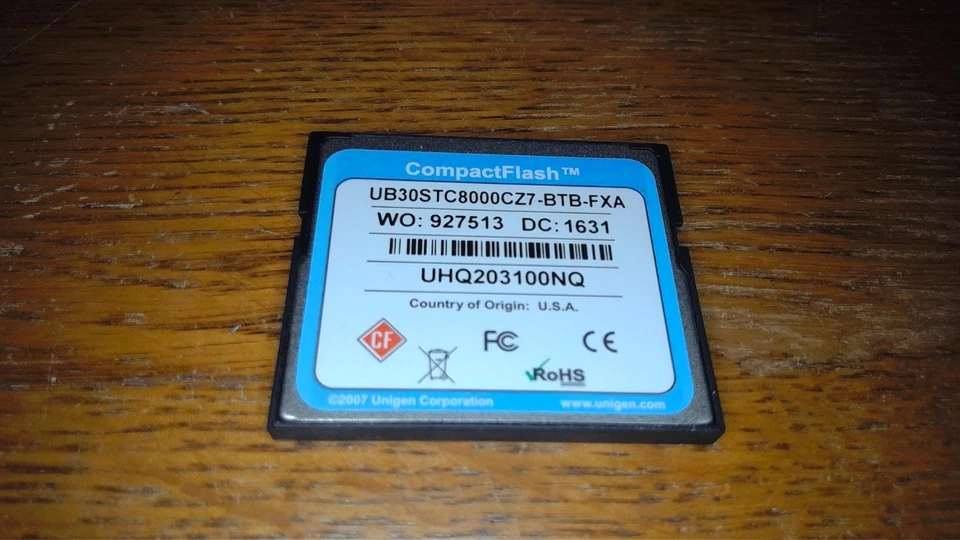 CompactFlash™
UB30STC8000CZ7-BTB-FXA
WO: 927513 DC: 1631
UHQ203100NQ
Country of Origin: U.S.A.
CF
FC CE
RoHS
©2007 Unigen Corporation www.unigen.com